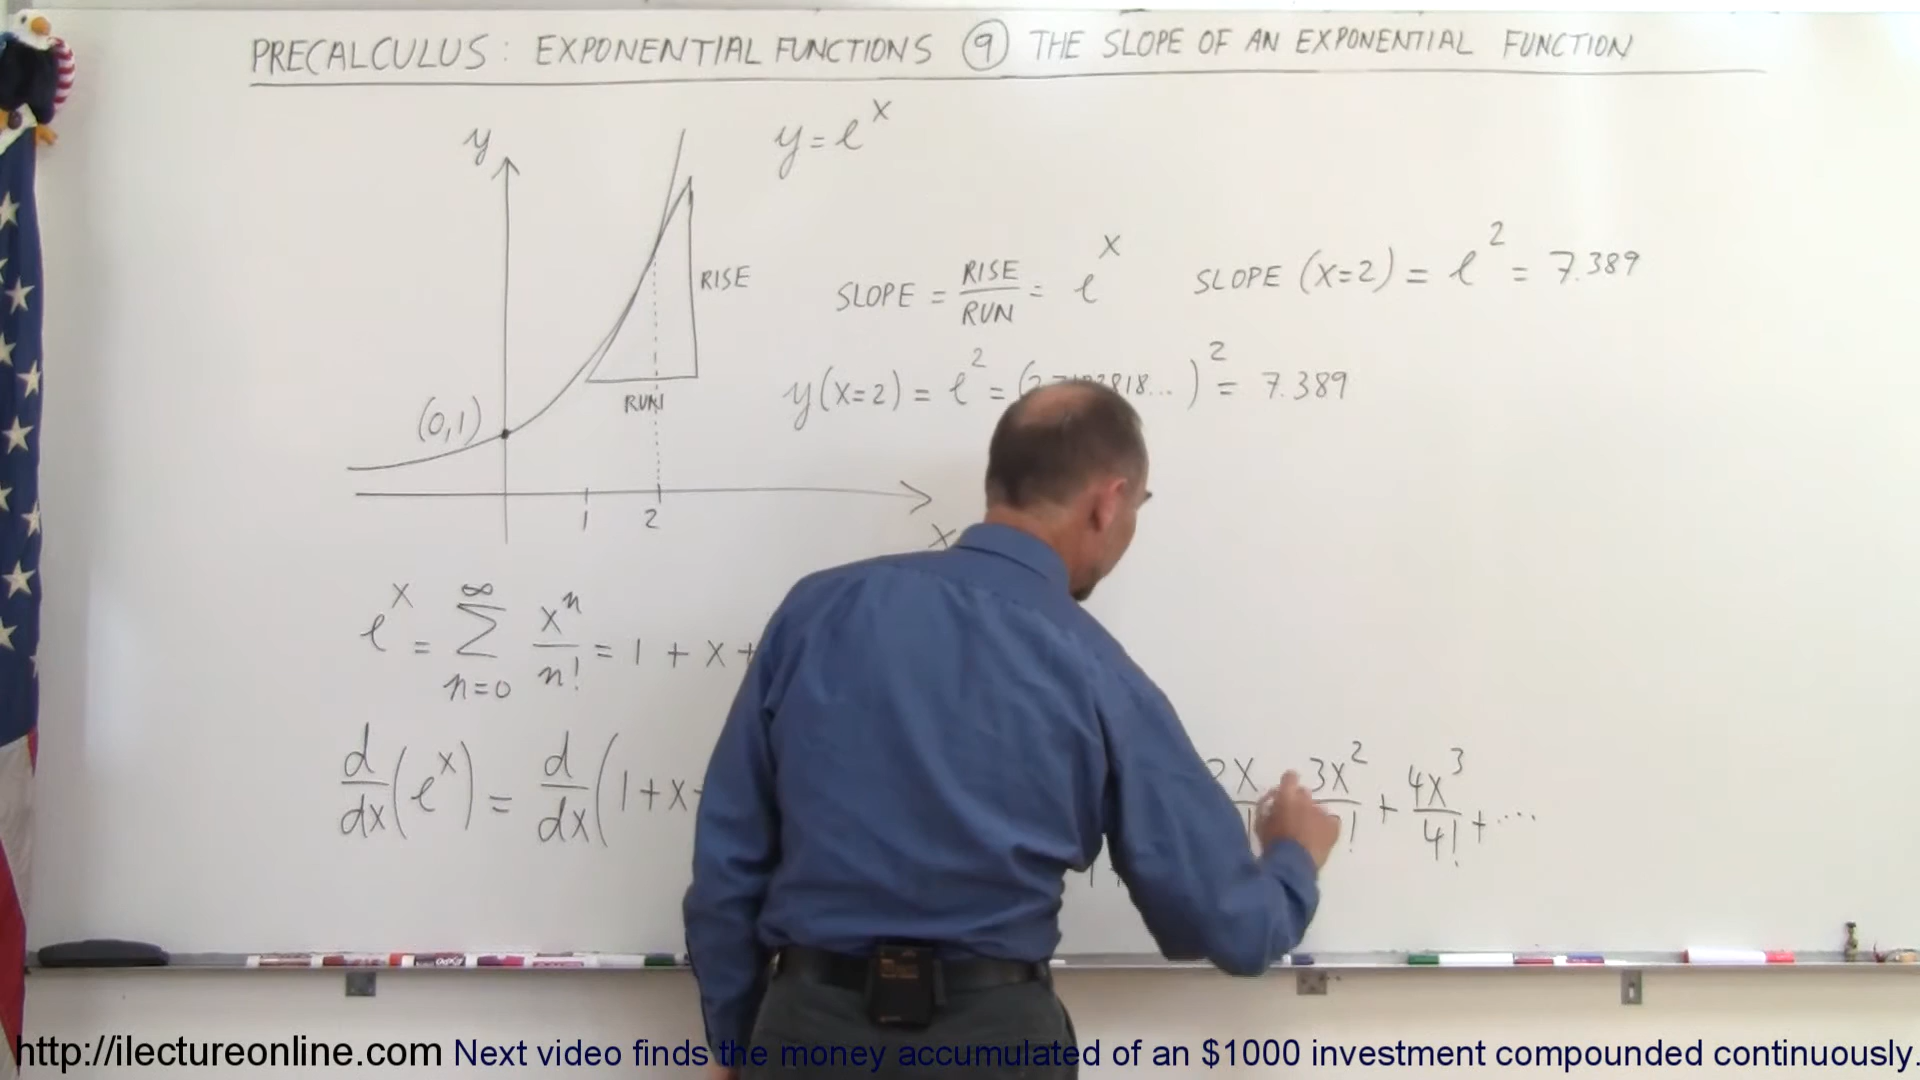 PRECALCULUS: EXPONENTIAL FUNCTIONS ⑨ THE SLOPE OF AN EXPONENTIAL FUNCTION
y
y = e^x
RISE
SLOPE = RISE/RUN = e^x
SLOPE (X=2) = e^2 = 7.389
y(X=2) = e^2 = ( 818...)^2 = 7.389
RUN
(0,1)
1 2
X
e^x = ∑ n=0 ∞ x^n/n! = 1 + X +
d/dx (e^x) = d/dx (1+X 2X 3X^2 + 4X^3/4! + ....
http://ilectureonline.com Next video finds the money accumulated of an $1000 investment compounded continuously.